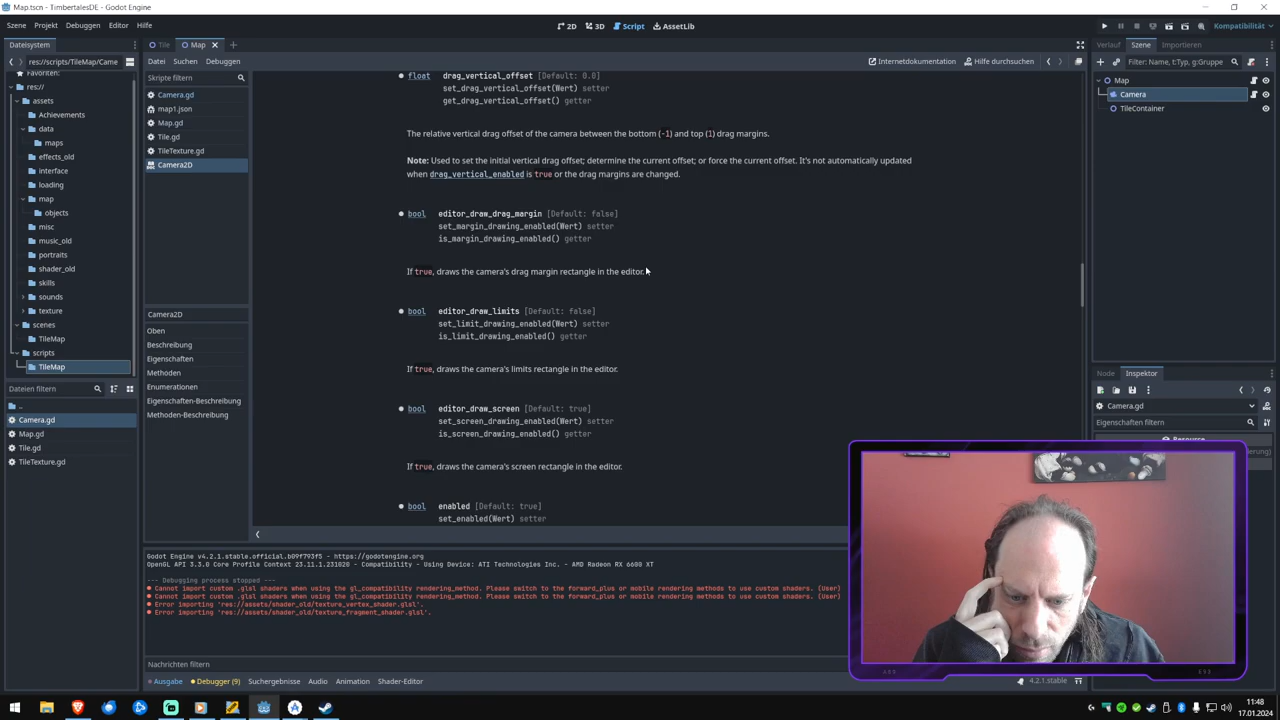 Map.tscn - TimbertalesDE - Godot Engine
Szene Projekt Debuggen Editor Hilfe
2D 3D Script AssetLib
Kompatibilität
Dateisystem
res://scripts/TileMap/Came
Favoriten:
res://
assets
Achievements
data
maps
effects_old
interface
loading
map
objects
misc
music_old
portraits
shader_old
skills
sounds
texture
scenes
TileMap
scripts
TileMap
Dateien filtern
..
Camera.gd
Map.gd
Tile.gd
TileTexture.gd
Tile Map
Datei Suchen Debuggen
Internetdokumentation Hilfe durchsuchen
Skripte filtern
Camera.gd
map1.json
Map.gd
Tile.gd
TileTexture.gd
Camera2D
Camera2D
Oben
Beschreibung
Eigenschaften
Methoden
Enumerationen
Eigenschaften-Beschreibung
Methoden-Beschreibung
float drag_vertical_offset [Default: 0.0]
set_drag_vertical_offset(Wert) setter
get_drag_vertical_offset() getter
The relative vertical drag offset of the camera between the bottom (-1) and top (1) drag margins.
Note: Used to set the initial vertical drag offset; determine the current offset; or force the current offset. It's not automatically updated
when drag_vertical_enabled is true or the drag margins are changed.
bool editor_draw_drag_margin [Default: false]
set_margin_drawing_enabled(Wert) setter
is_margin_drawing_enabled() getter
If true, draws the camera's drag margin rectangle in the editor.
bool editor_draw_limits [Default: false]
set_limit_drawing_enabled(Wert) setter
is_limit_drawing_enabled() getter
If true, draws the camera's limits rectangle in the editor.
bool editor_draw_screen [Default: true]
set_screen_drawing_enabled(Wert) setter
is_screen_drawing_enabled() getter
If true, draws the camera's screen rectangle in the editor.
bool enabled [Default: true]
set_enabled(Wert) setter
Godot Engine v4.2.1.stable.official.b09f793f5 - https://godotengine.org
OpenGL API 3.3.0 Core Profile Context 23.11.1.231020 - Compatibility - Using Device: ATI Technologies Inc. - AMD Radeon RX 6600 XT
--- Debugging process stopped ---
Cannot import custom .glsl shaders when using the gl_compatibility rendering_method. Please switch to the forward_plus or mobile rendering methods to use custom shaders. (User)
Cannot import custom .glsl shaders when using the gl_compatibility rendering_method. Please switch to the forward_plus or mobile rendering methods to use custom shaders. (User)
Error importing 'res://assets/shader_old/texture_vertex_shader.glsl'.
Error importing 'res://assets/shader_old/texture_fragment_shader.glsl'.
Nachrichten filtern
Ausgabe Debugger (9) Suchergebnisse Audio Animation Shader-Editor
4.2.1.stable
Verlauf Szene Importieren
Filter: Name, t:Typ, g:Gruppe
Map
Camera
TileContainer
Node Inspektor
Camera.gd
Eigenschaften filtern
Resource
11:48
17.01.2024